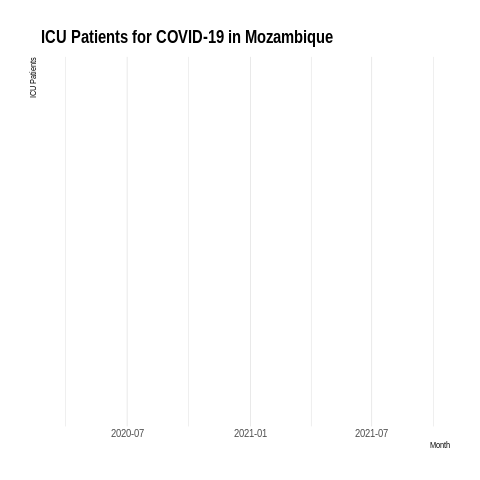 ICU Patients for COVID-19 in Mozambique
ICU Patients
2020-07
2021-01
2021-07
Month